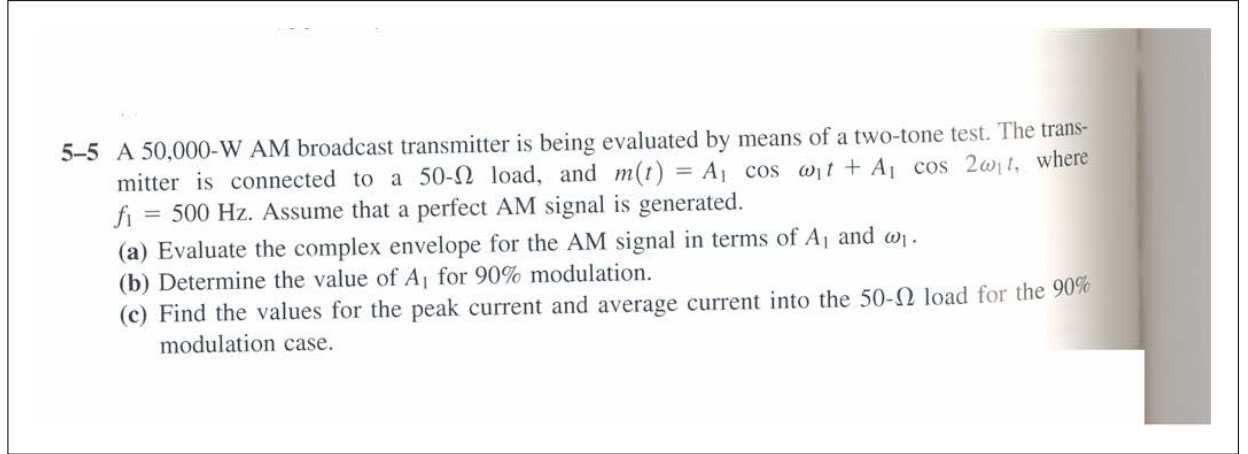 5–5 A 50,000-W AM broadcast transmitter is being evaluated by means of a two-tone test. The trans-
mitter is connected to a 50-Ω load, and m(t) = A₁ cos ω₁t + A₁ cos 2ω₁t, where
f₁ = 500 Hz. Assume that a perfect AM signal is generated.
(a) Evaluate the complex envelope for the AM signal in terms of A₁ and ω₁.
(b) Determine the value of A₁ for 90% modulation.
(c) Find the values for the peak current and average current into the 50-Ω load for the 90%
modulation case.